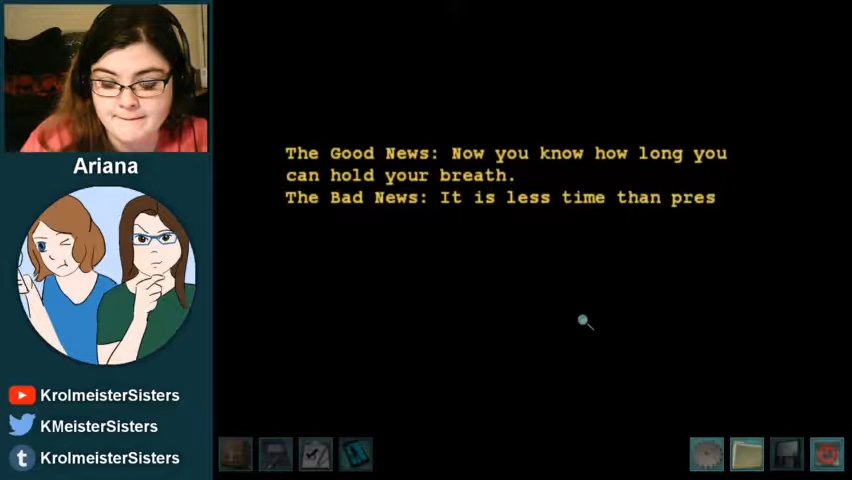 The Good News: Now you know how long you
can hold your breath.
The Bad News: It is less time than pres
Ariana
KrolmeisterSisters
KMeisterSisters
KrolmeisterSisters